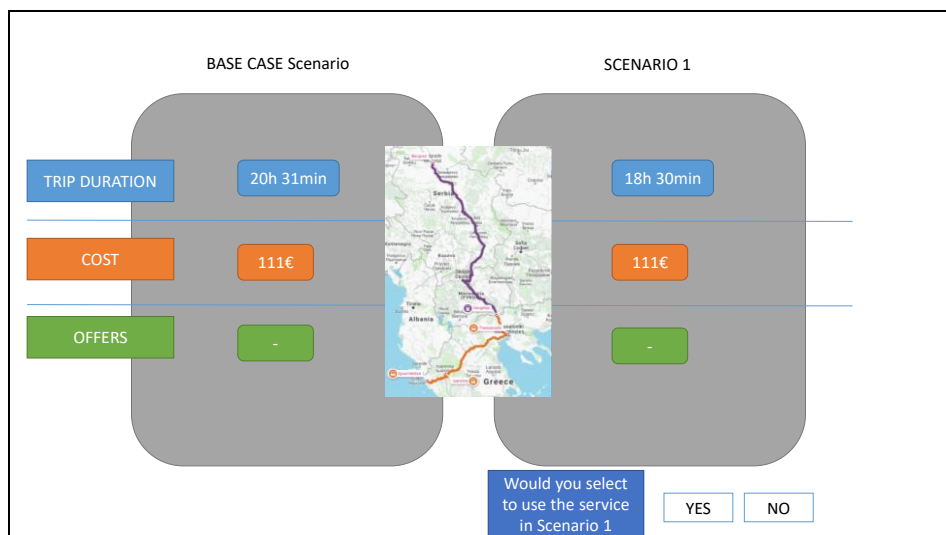 BASE CASE Scenario
SCENARIO 1
TRIP DURATION
20h 31min
18h 30min
COST
111€
111€
OFFERS
-
-
Serbia
Albania
Greece
Would you select
to use the service
in Scenario 1
YES
NO